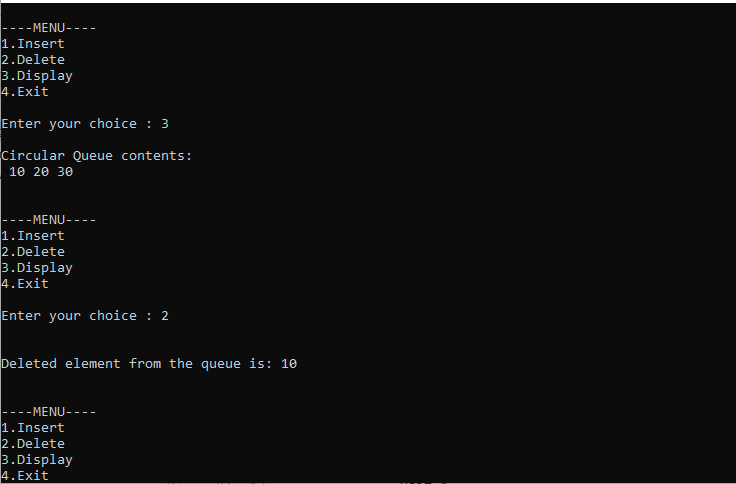 ----MENU----
1.Insert
2.Delete
3.Display
4.Exit
Enter your choice : 3
Circular Queue contents:
10 20 30
----MENU----
1.Insert
2.Delete
3.Display
4.Exit
Enter your choice : 2
Deleted element from the queue is: 10
----MENU----
1.Insert
2.Delete
3.Display
4.Exit